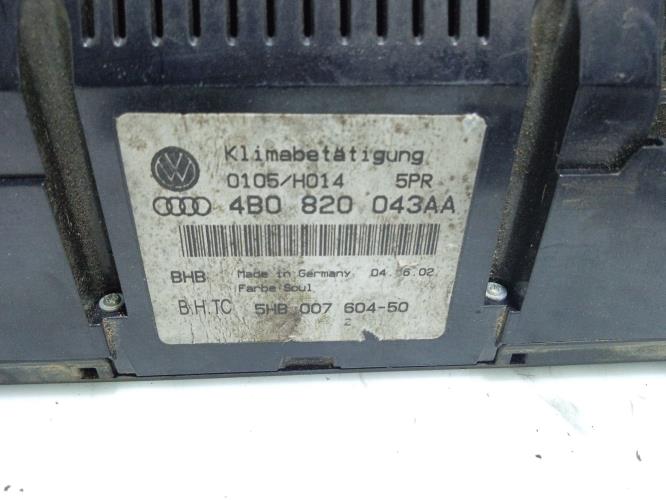 Klimabetätigung
0105/H014 5PR
4B0 820 043AA
BHB Made in Germany 04 6.02
Farbe Soul
B.H.TC 5HB 007 604-50
2